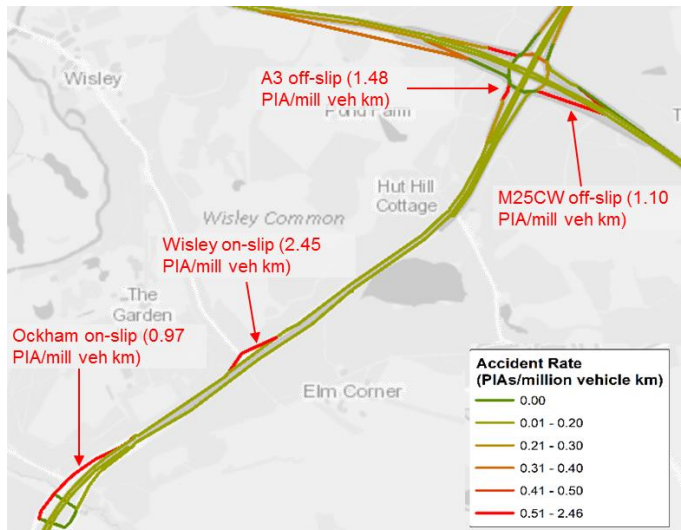 Wisley
A3 off-slip (1.48
PIA/mill veh km)
Pond Farm
M25CW off-slip (1.10
PIA/mill veh km)
Hut Hill
Cottage
Wisley Common
Wisley on-slip (2.45
PIA/mill veh km)
The
Garden
Ockham on-slip (0.97
PIA/mill veh km)
Elm Corner
Accident Rate
(PIAs/million vehicle km)
0.00
0.01 - 0.20
0.21 - 0.30
0.31 - 0.40
0.41 - 0.50
0.51 - 2.46